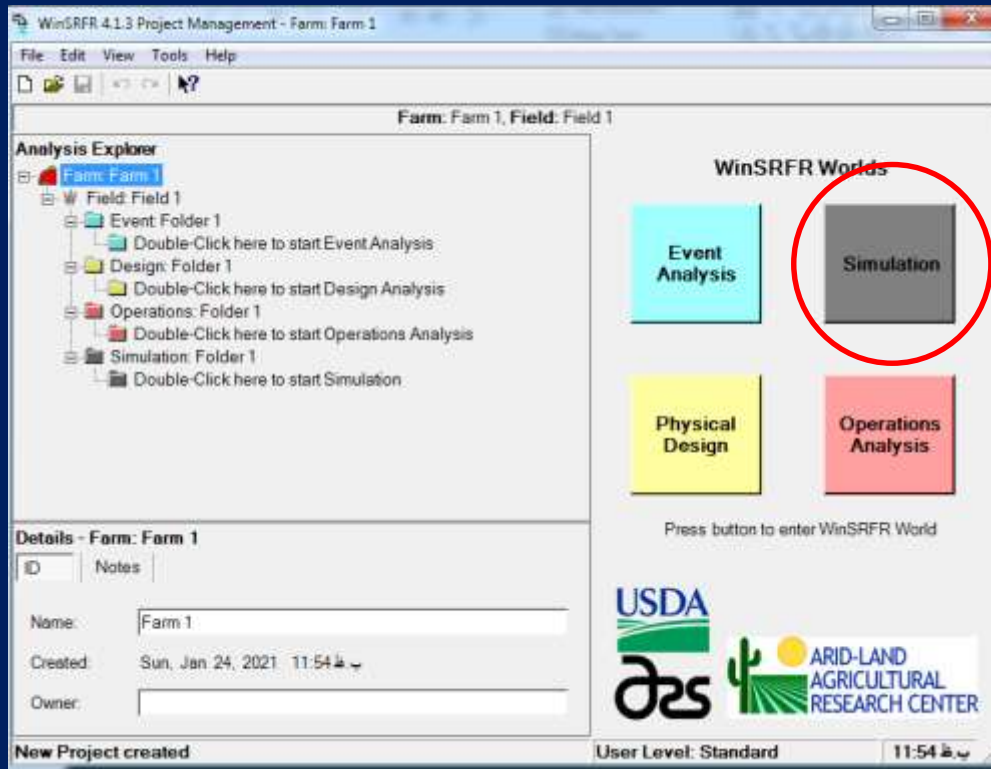 WinSRFR 4.1.3 Project Management - Farm: Farm 1
File Edit View Tools Help
Farm: Farm 1, Field: Field 1
Analysis Explorer
Farm: Farm 1
Field: Field 1
Event: Folder 1
Double-Click here to start Event Analysis
Design: Folder 1
Double-Click here to start Design Analysis
Operations: Folder 1
Double-Click here to start Operations Analysis
Simulation: Folder 1
Double-Click here to start Simulation
Details - Farm: Farm 1
ID Notes
Name: Farm 1
Created: Sun, Jan 24, 2021 11:54 ب.ظ
Owner:
WinSRFR Worlds
Event
Analysis
Simulation
Physical
Design
Operations
Analysis
Press button to enter WinSRFR World
USDA
ars
ARID-LAND
AGRICULTURAL
RESEARCH CENTER
New Project created
User Level: Standard
11:54 ب.ظ